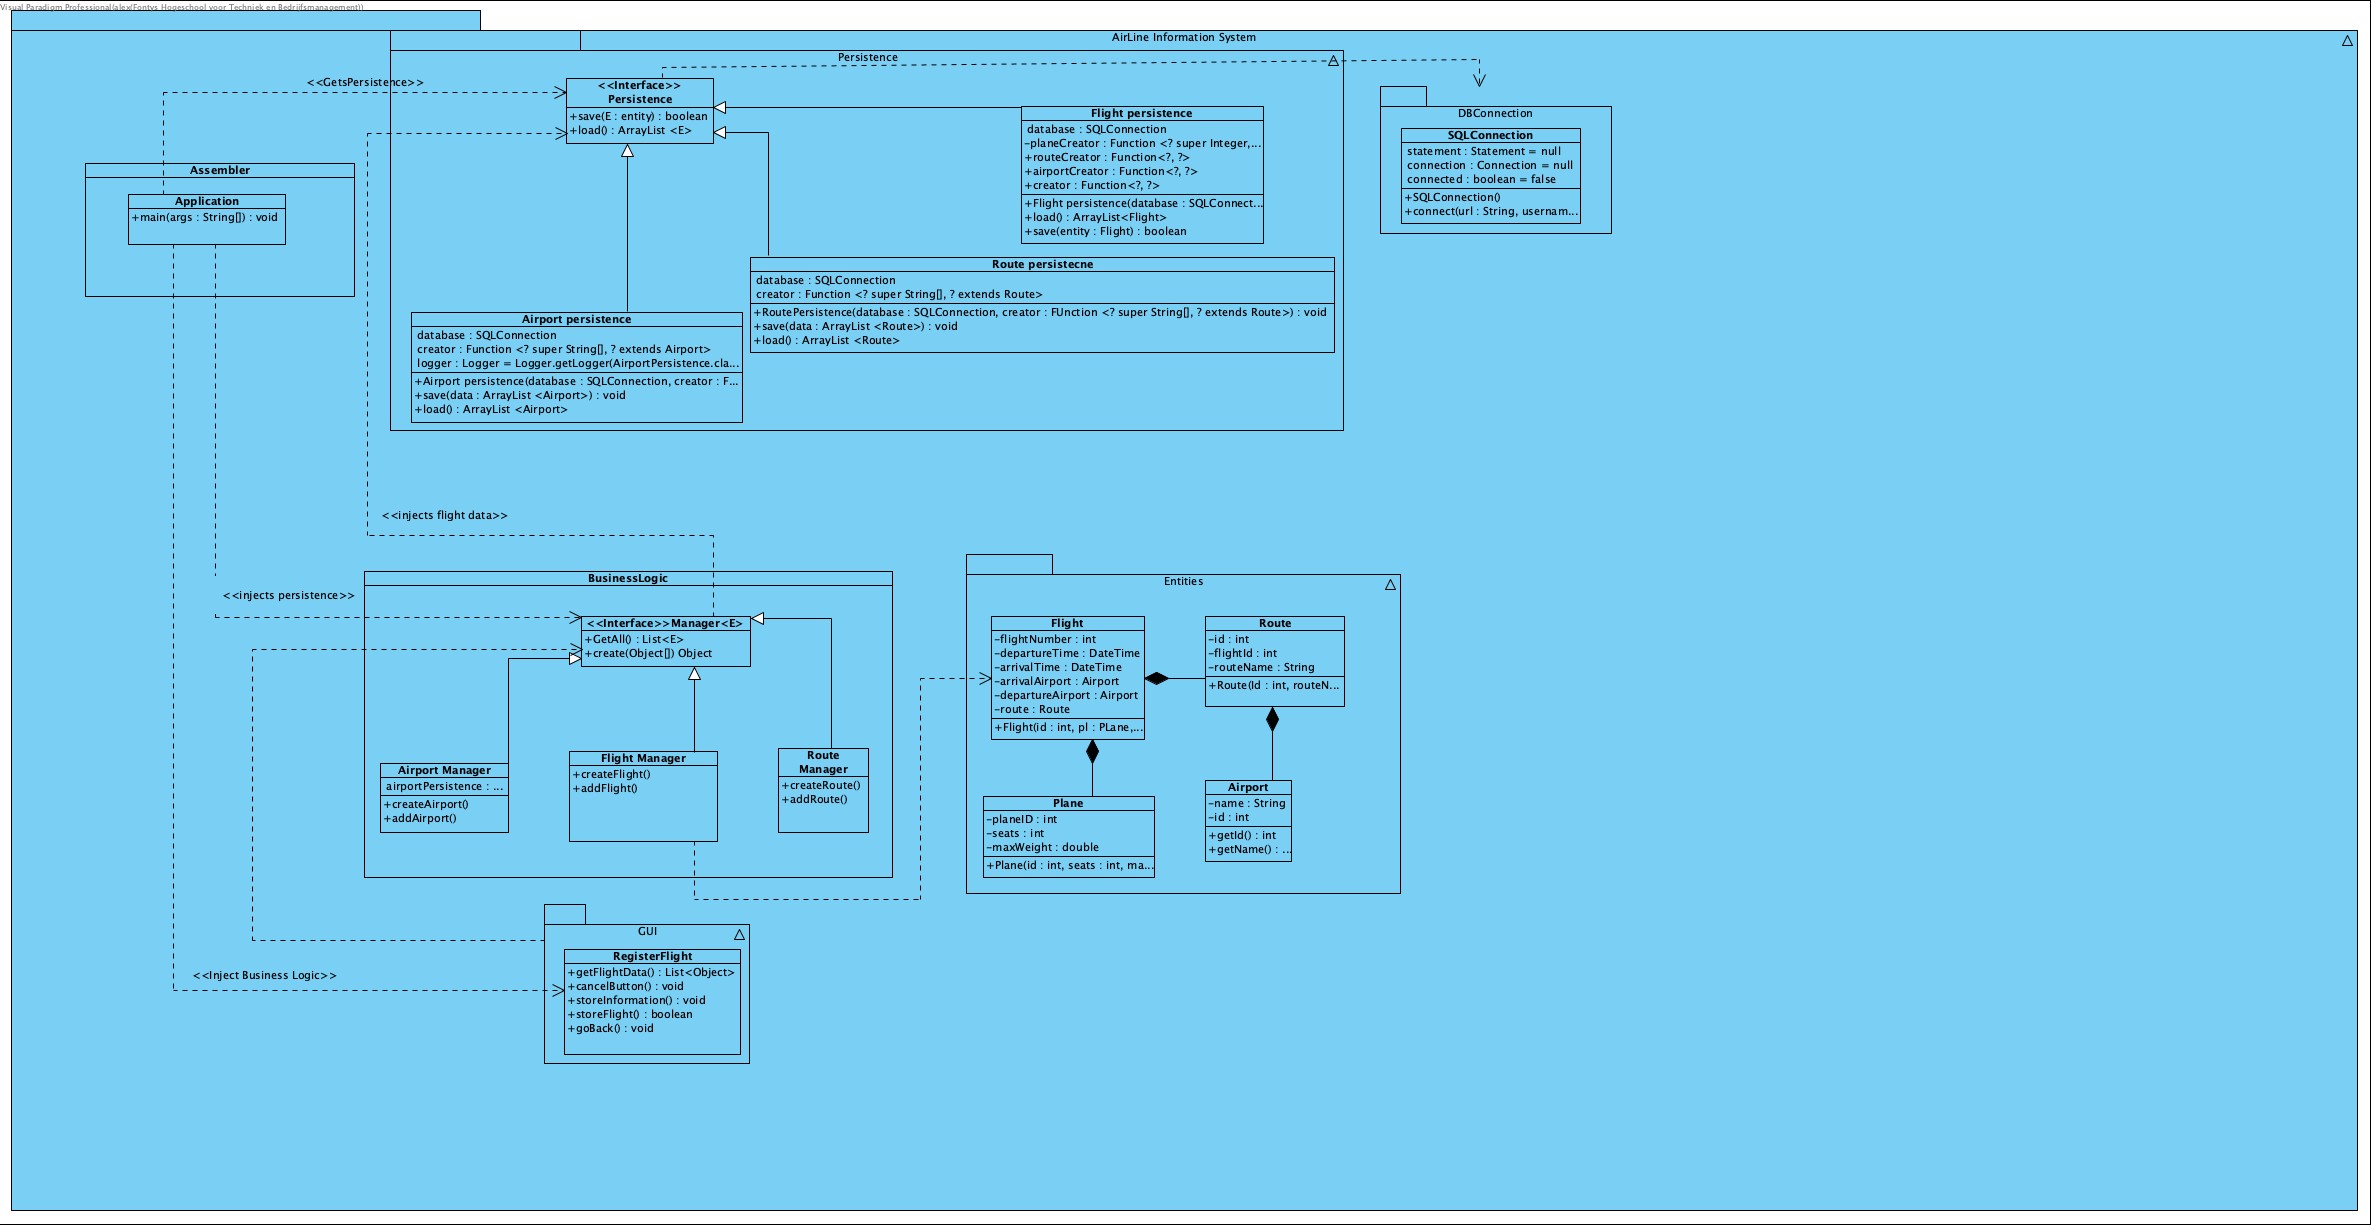 Visual Paradigm Professional(alex(Fontys Hogeschool voor Techniek en Bedrijfsmanagement))
AirLine Information System
Persistence
<<GetsPersistence>>
<<Interface>>
Persistence
+save(E : entity) : boolean
+load() : ArrayList <E>
Flight persistence
database : SQLConnection
-planeCreator : Function <? super Integer,...
+routeCreator : Function<?, ?>
+airportCreator : Function<?, ?>
+creator : Function<?, ?>
+Flight persistence(database : SQLConnect...
+load() : ArrayList<Flight>
+save(entity : Flight) : boolean
DBConnection
SQLConnection
statement : Statement = null
connection : Connection = null
connected : boolean = false
+SQLConnection()
+connect(url : String, usernam...
Assembler
Application
+main(args : String[]) : void
Route persistecne
database : SQLConnection
creator : Function <? super String[], ? extends Route>
+RoutePersistence(database : SQLConnection, creator : FUnction <? super String[], ? extends Route>) : void
+save(data : ArrayList <Route>) : void
+load() : ArrayList <Route>
Airport persistence
database : SQLConnection
creator : Function <? super String[], ? extends Airport>
logger : Logger = Logger.getLogger(AirportPersistence.cla...
+Airport persistence(database : SQLConnection, creator : F...
+save(data : ArrayList <Airport>) : void
+load() : ArrayList <Airport>
<<injects flight data>>
BusinessLogic
<<injects persistence>>
<<Interface>>Manager<E>
+GetAll() : List<E>
+create(Object[]) Object
Airport Manager
airportPersistence : ...
+createAirport()
+addAirport()
Flight Manager
+createFlight()
+addFlight()
Route
Manager
+createRoute()
+addRoute()
Entities
Flight
-flightNumber : int
-departureTime : DateTime
-arrivalTime : DateTime
-arrivalAirport : Airport
-departureAirport : Airport
-route : Route
+Flight(id : int, pl : PLane,...
Route
-id : int
-flightId : int
-routeName : String
+Route(Id : int, routeN...
Plane
-planeID : int
-seats : int
-maxWeight : double
+Plane(id : int, seats : int, ma...
Airport
-name : String
-id : int
+getId() : int
+getName() : ...
GUI
RegisterFlight
+getFlightData() : List<Object>
+cancelButton() : void
+storeInformation() : void
+storeFlight() : boolean
+goBack() : void
<<Inject Business Logic>>